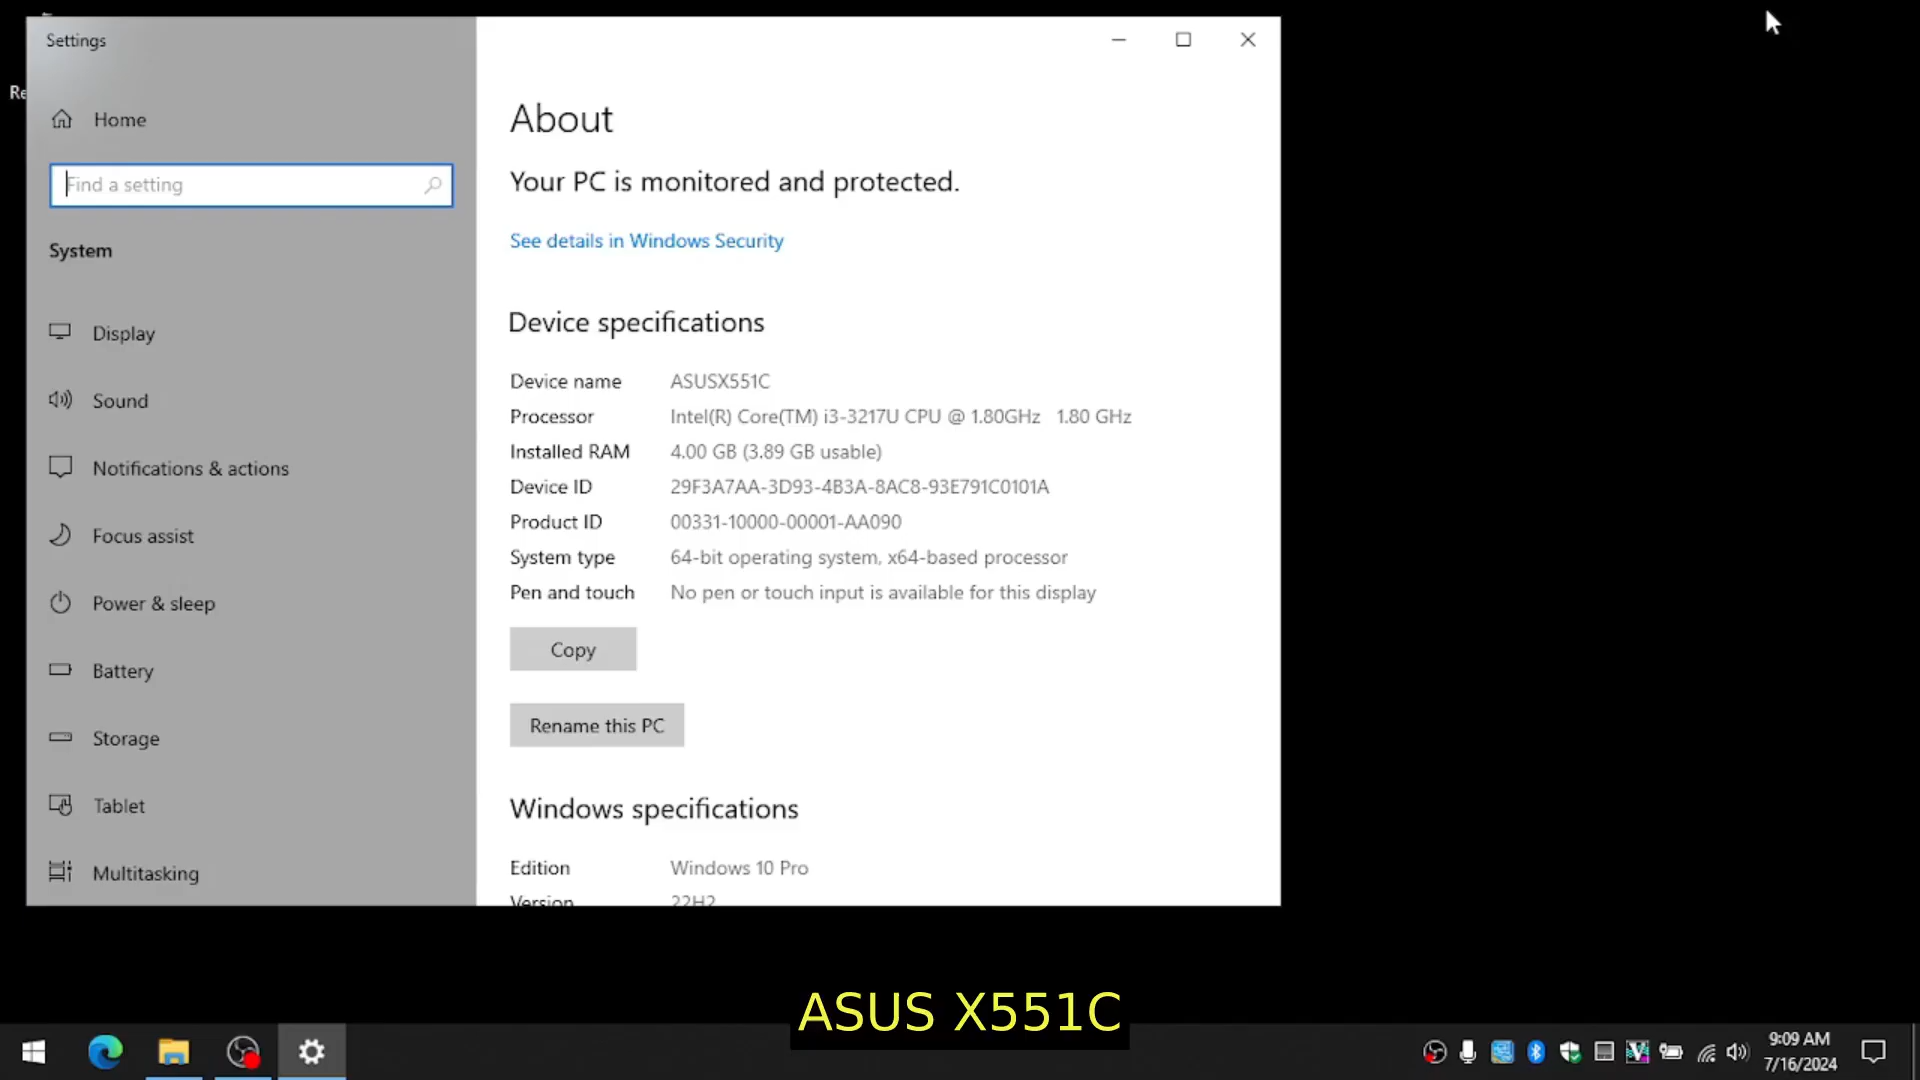 Settings
Re
Home
Find a setting
System
Display
Sound
Notifications & actions
Focus assist
Power & sleep
Battery
Storage
Tablet
Multitasking
About
Your PC is monitored and protected.
See details in Windows Security
Device specifications
Device name ASUSX551C
Processor Intel(R) Core(TM) i3-3217U CPU @ 1.80GHz 1.80 GHz
Installed RAM 4.00 GB (3.89 GB usable)
Device ID 29F3A7AA-3D93-4B3A-8AC8-93E791C0101A
Product ID 00331-10000-00001-AA090
System type 64-bit operating system, x64-based processor
Pen and touch No pen or touch input is available for this display
Copy
Rename this PC
Windows specifications
Edition Windows 10 Pro
Version 22H2
ASUS X551C
9:09 AM
7/16/2024